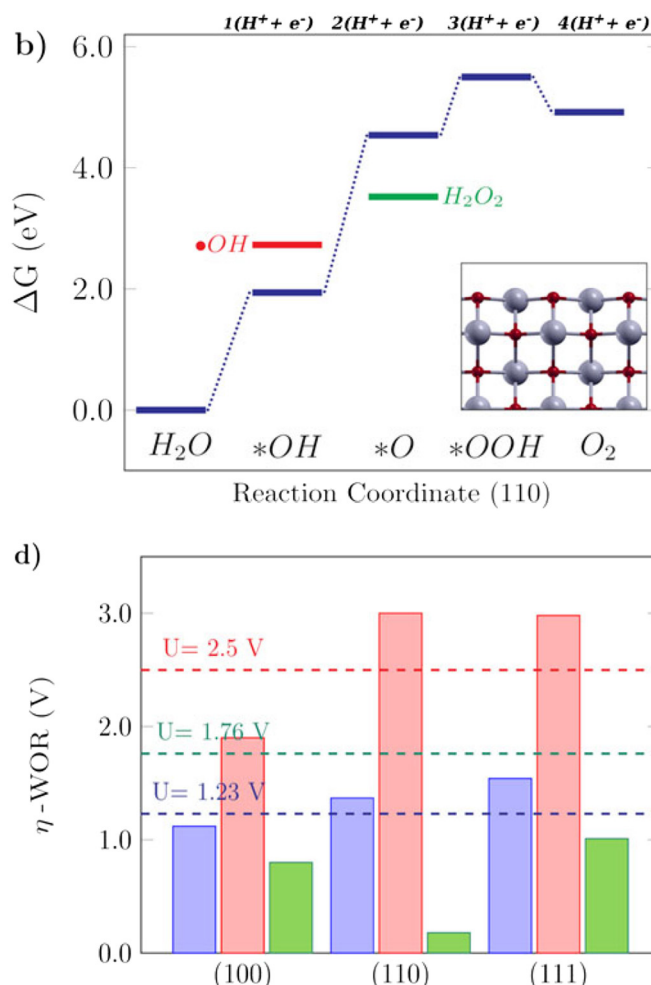 b)
1(H⁺+ e⁻) 2(H⁺+ e⁻) 3(H⁺+ e⁻) 4(H⁺+ e⁻)
6.0
4.0
2.0
0.0
ΔG (eV)
•OH
H₂O₂
H₂O *OH *O *OOH O₂
Reaction Coordinate (110)
d)
3.0
2.0
1.0
0.0
η-WOR (V)
U= 2.5 V
U= 1.76 V
U= 1.23 V
(100) (110) (111)